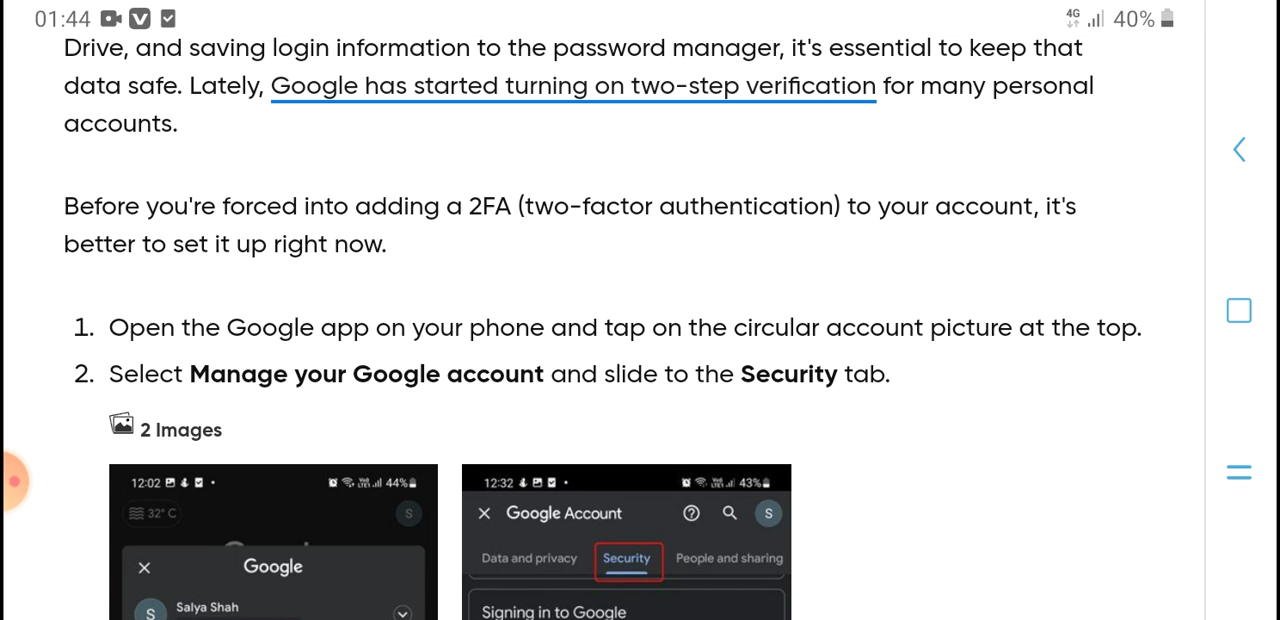 01:44
4G 40%
Drive, and saving login information to the password manager, it's essential to keep that
data safe. Lately, Google has started turning on two-step verification for many personal
accounts.
Before you're forced into adding a 2FA (two-factor authentication) to your account, it's
better to set it up right now.
1. Open the Google app on your phone and tap on the circular account picture at the top.
2. Select Manage your Google account and slide to the Security tab.
2 Images
12:02 44%
32° C S
Google
S Salya Shah
12:32 43%
Google Account S
Data and privacy Security People and sharing
Signing in to Google